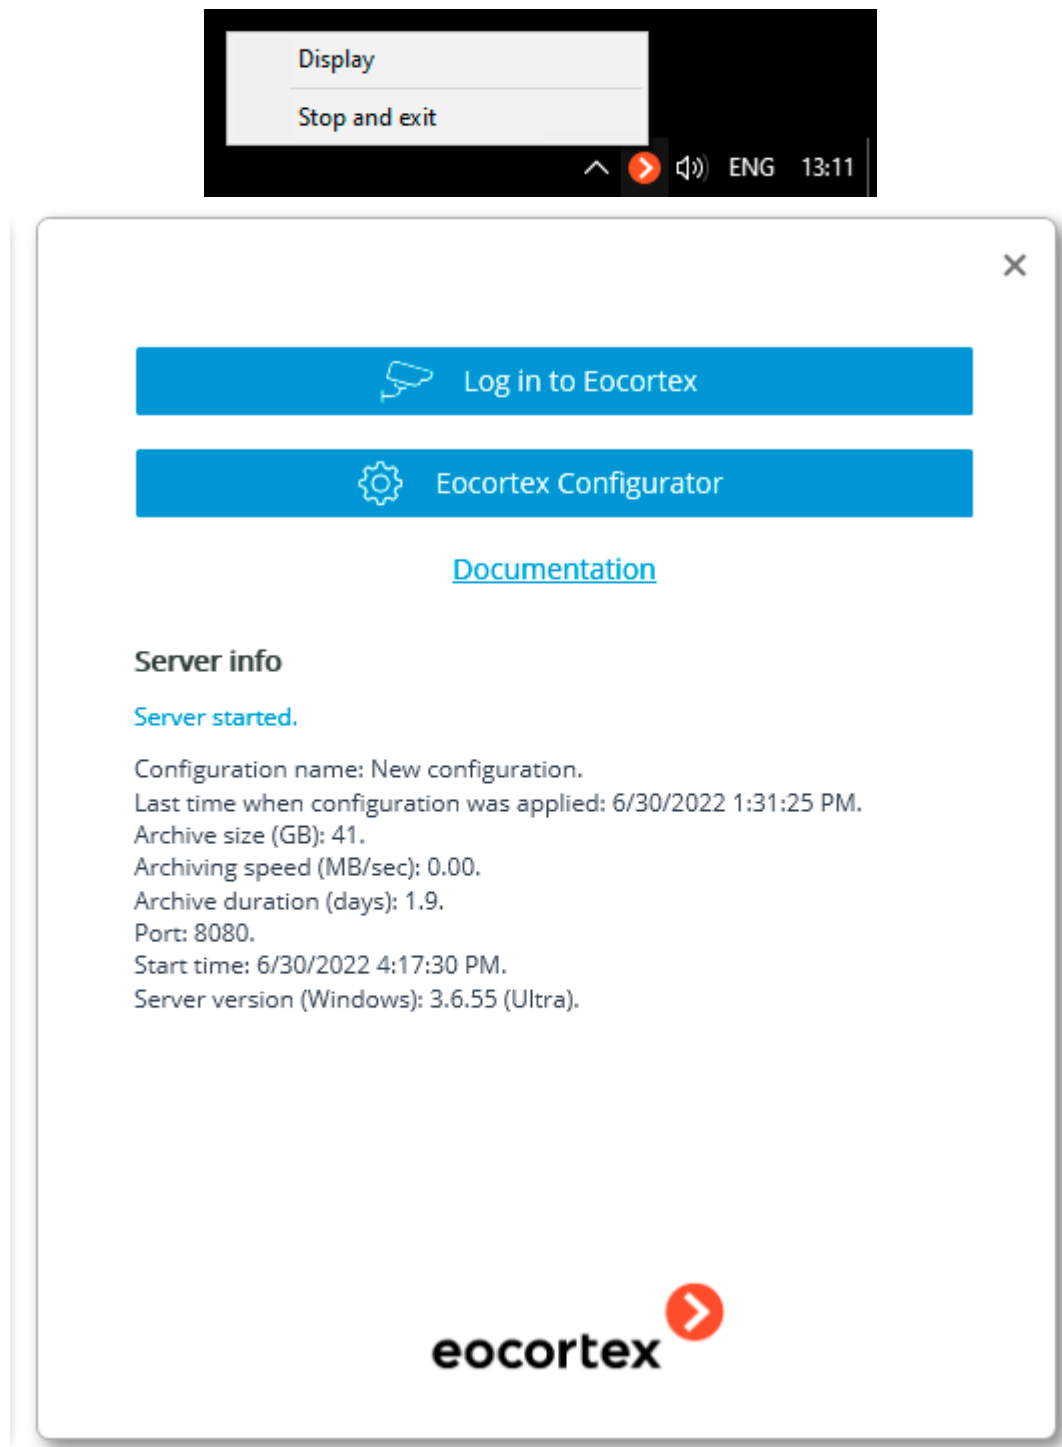 Display
Stop and exit
ENG 13:11
Log in to Eocortex
Eocortex Configurator
Documentation
Server info
Server started.
Configuration name: New configuration.
Last time when configuration was applied: 6/30/2022 1:31:25 PM.
Archive size (GB): 41.
Archiving speed (MB/sec): 0.00.
Archive duration (days): 1.9.
Port: 8080.
Start time: 6/30/2022 4:17:30 PM.
Server version (Windows): 3.6.55 (Ultra).
eocortex